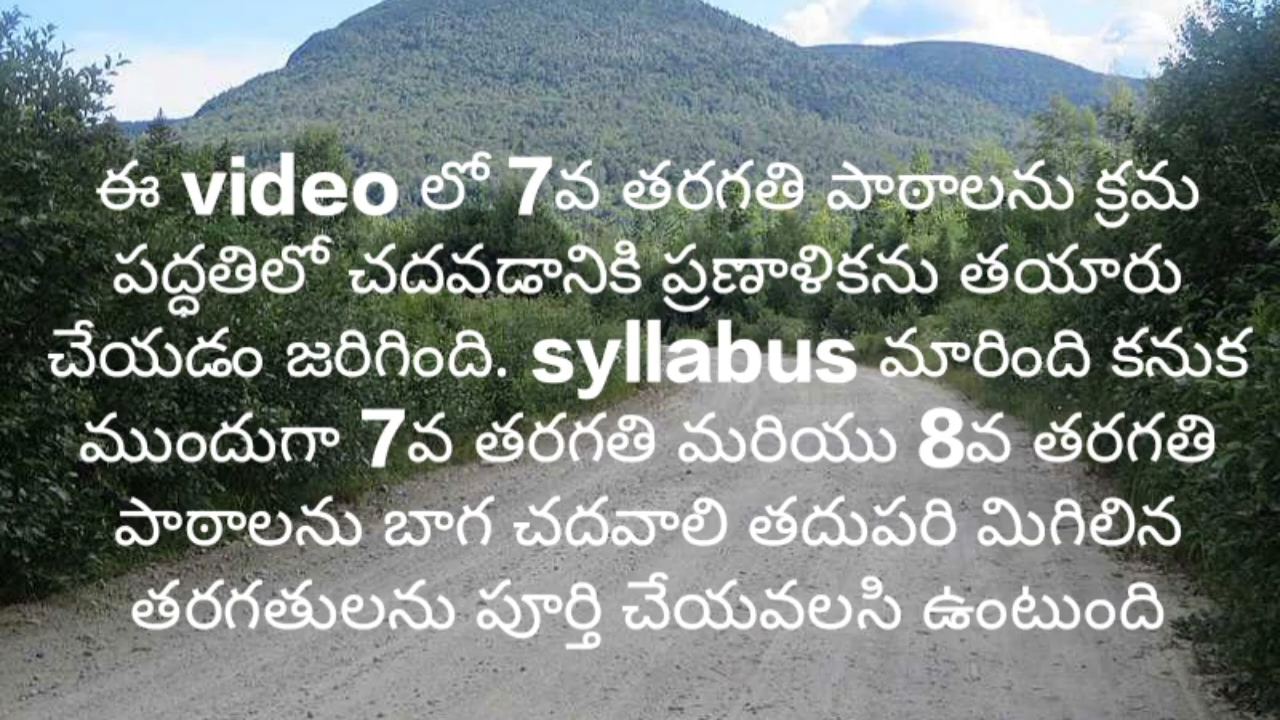 ఈ video లో 7వ తరగతి పాఠాలను క్రమ
పద్ధతిలో చదవడానికి ప్రణాళికను తయారు
చేయడం జరిగింది. syllabus మారింది కనుక
ముందుగా 7వ తరగతి మరియు 8వ తరగతి
పాఠాలను బాగ చదవాలి తదుపరి మిగిలిన
తరగతులను పూర్తి చేయవలసి ఉంటుంది